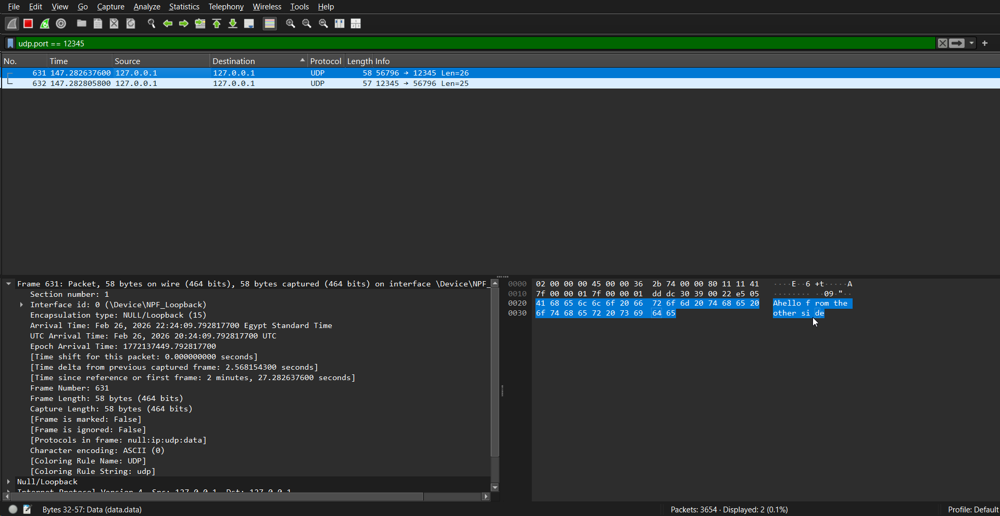 File Edit View Go Capture Analyze Statistics Telephony Wireless Tools Help
udp.port == 12345
No. Time Source Destination Protocol Length Info
631 147.282637600 127.0.0.1 127.0.0.1 UDP 58 56796 → 12345 Len=26
632 147.282805800 127.0.0.1 127.0.0.1 UDP 57 12345 → 56796 Len=25
Frame 631: Packet, 58 bytes on wire (464 bits), 58 bytes captured (464 bits) on interface \Device\NPF_
Section number: 1
Interface id: 0 (\Device\NPF_Loopback)
Encapsulation type: NULL/Loopback (15)
Arrival Time: Feb 26, 2026 22:24:09.792817700 Egypt Standard Time
UTC Arrival Time: Feb 26, 2026 20:24:09.792817700 UTC
Epoch Arrival Time: 1772137449.792817700
[Time shift for this packet: 0.000000000 seconds]
[Time delta from previous captured frame: 2.568154300 seconds]
[Time since reference or first frame: 2 minutes, 27.282637600 seconds]
Frame Number: 631
Frame Length: 58 bytes (464 bits)
Capture Length: 58 bytes (464 bits)
[Frame is marked: False]
[Frame is ignored: False]
[Protocols in frame: null:ip:udp:data]
Character encoding: ASCII (0)
[Coloring Rule Name: UDP]
[Coloring Rule String: udp]
Null/Loopback
Internet Protocol Version 4, Src: 127.0.0.1, Dst: 127.0.0.1
0000 02 00 00 00 45 00 00 36 2b 74 00 00 80 11 11 41 ····E··6 +t·····A
0010 7f 00 00 01 7f 00 00 01 dd dc 30 39 00 22 e5 05 ········ ··09·"··
0020 41 68 65 6c 6c 6f 20 66 72 6f 6d 20 74 68 65 20 Ahello f rom the
0030 6f 74 68 65 72 20 73 69 64 65 other si de
Bytes 32-57: Data (data.data) Packets: 3654 · Displayed: 2 (0.1%) Profile: Default